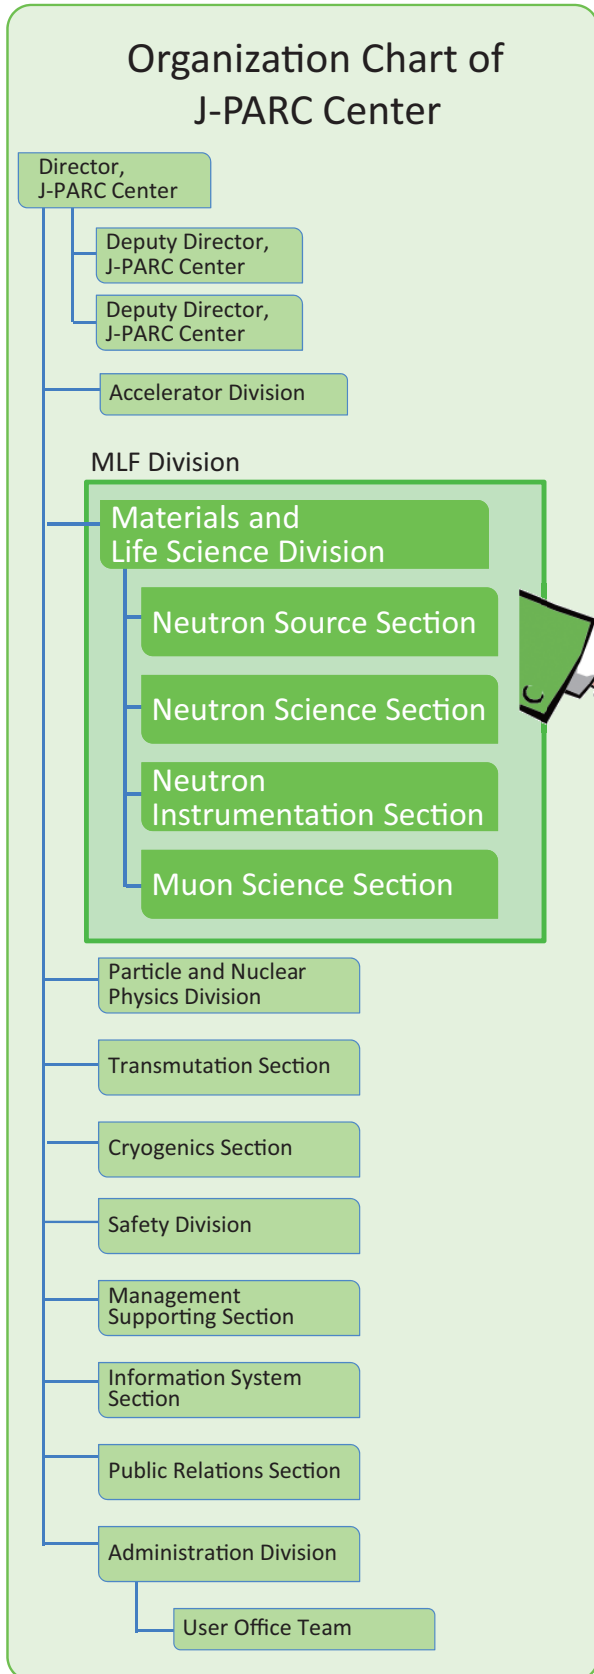 Organization Chart of
J-PARC Center
Director,
J-PARC Center
Deputy Director,
J-PARC Center
Deputy Director,
J-PARC Center
Accelerator Division
MLF Division
Materials and
Life Science Division
Neutron Source Section
Neutron Science Section
Neutron
Instrumentation Section
Muon Science Section
Particle and Nuclear
Physics Division
Transmutation Section
Cryogenics Section
Safety Division
Management
Supporting Section
Information System
Section
Public Relations Section
Administration Division
User Office Team